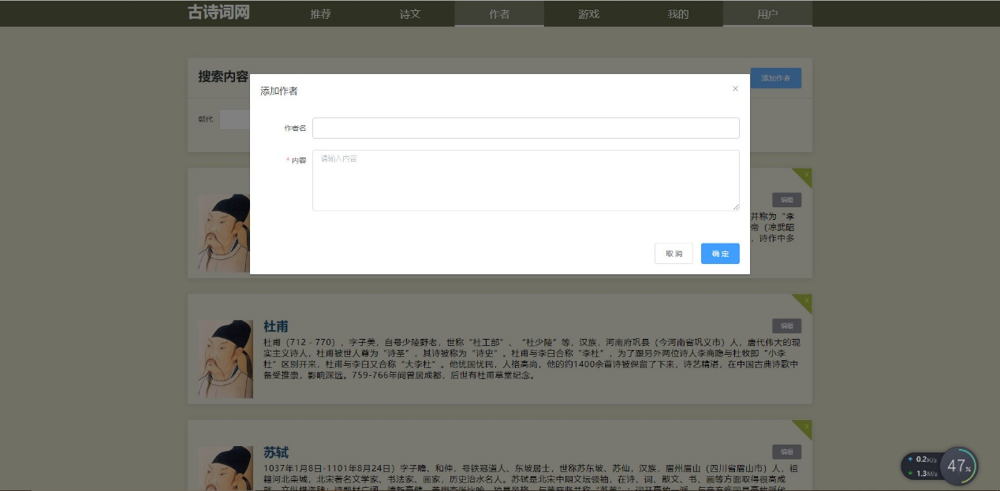 古诗词网 推荐 诗文 作者 游戏 我的 用户
搜索内容
添加作者
朝代
添加作者
×
作者名
* 内容
请输入内容
取消
确定
x
编辑
并称为“李
帝（凉武昭
，诗作中多
x
杜甫
编辑
杜甫（712－770），字子美，自号少陵野老，世称“杜工部”、“杜少陵”等，汉族，河南府巩县（今河南省巩义市）人，唐代伟大的现
实主义诗人，杜甫被世人尊为“诗圣”，其诗被称为“诗史”。杜甫与李白合称“李杜”，为了跟另外两位诗人李商隐与杜牧即“小李
杜”区别开来，杜甫与李白又合称“大李杜”。他忧国忧民，人格高尚，他的约1400余首诗被保留了下来，诗艺精湛，在中国古典诗歌中
备受推崇，影响深远。759-766年间曾居成都，后世有杜甫草堂纪念。
x
苏轼
编辑
1037年1月8日-1101年8月24日）字子瞻、和仲，号铁冠道人、东坡居士，世称苏东坡、苏仙，汉族，眉州眉山（四川省眉山市）人，祖
籍河北栾城，北宋著名文学家、书法家、画家，历史治水名人。苏轼是北宋中期文坛领袖，在诗、词、散文、书、画等方面取得很高成
0.2K/s
1.3M/s
47%